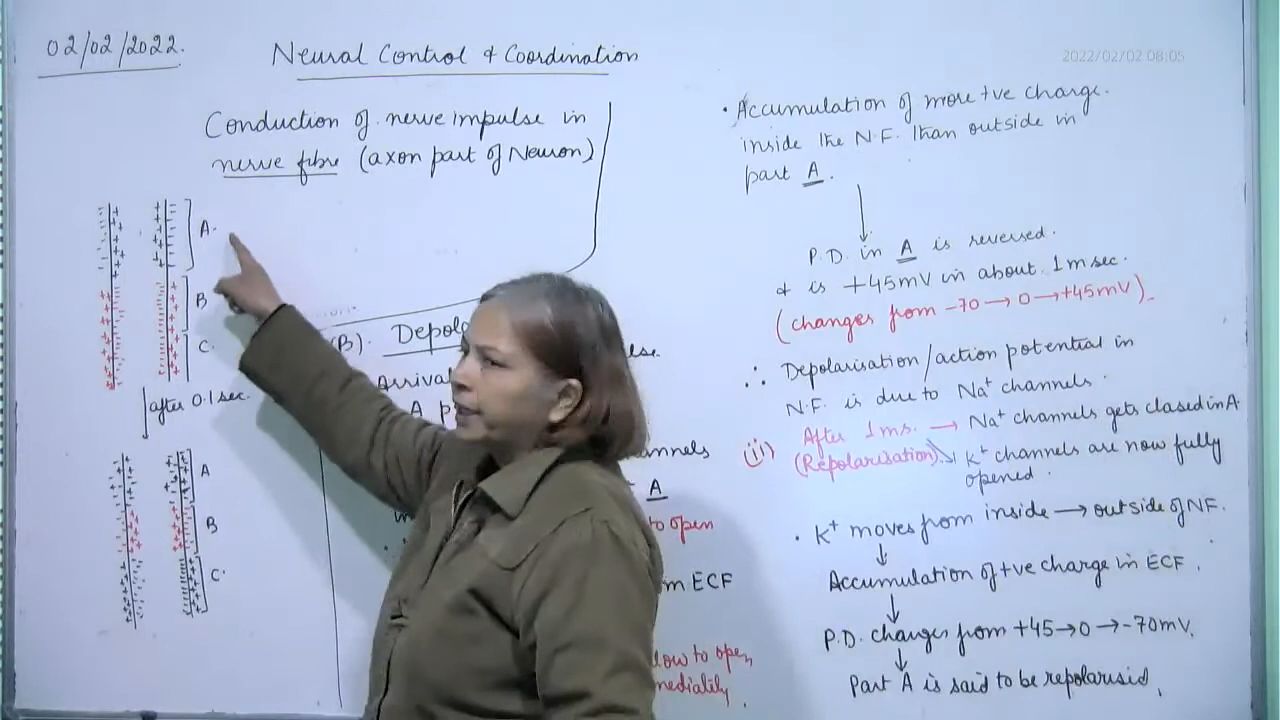 02/02/2022.
Neural Control & Coordination
2022/02/02 08:05
Conduction of nerve impulse in
nerve fibre (axon part of Neuron)
A.
B
C.
after 0.1 sec.
A
B
C.
(B). Depol
lse.
Arrival
A p
nnels
A
to open
m ECF
low to open
mediatily.
• Accumulation of more +ve charge.
inside the N.F. than outside in
part A.
P.D. in A is reversed.
& is +45mV in about 1msec.
(changes from -70 → 0 → +45mV).
∴ Depolarisation/action potential in
N.F. is due to Na+ channels.
(ii) After 1ms. → Na+ channels gets closed in A.
(Repolarisation) ↘ K+ channels are now fully
opened.
• K+ moves from inside → outside of NF.
↓
Accumulation of +ve charge in ECF.
↓
P.D. changes from +45 → 0 → -70mV.
↓
Part A is said to be repolarised.